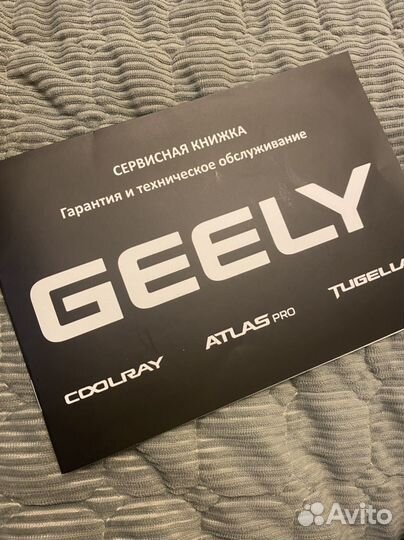 СЕРВИСНАЯ КНИЖКА
Гарантия и техническое обслуживание
GEELY
COOLRAY
ATLAS PRO
TUGELLA
Avito